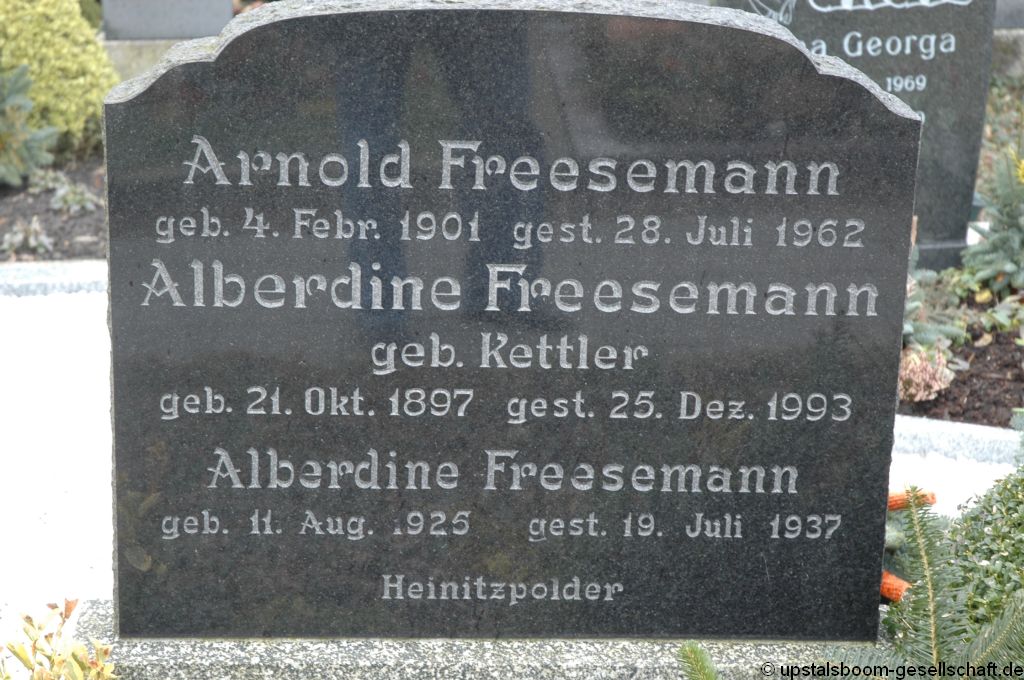 Arnold Freesemann
geb. 4. Febr. 1901 gest. 28. Juli 1962
Alberdine Freesemann
geb. Kettler
geb. 21. Okt. 1897 gest. 25. Dez. 1993
Alberdine Freesemann
geb. 11. Aug. 1925 gest. 19. Juli 1937
Heinitzpolder
Georga
1969
© upstalsboom-gesellschaft.de